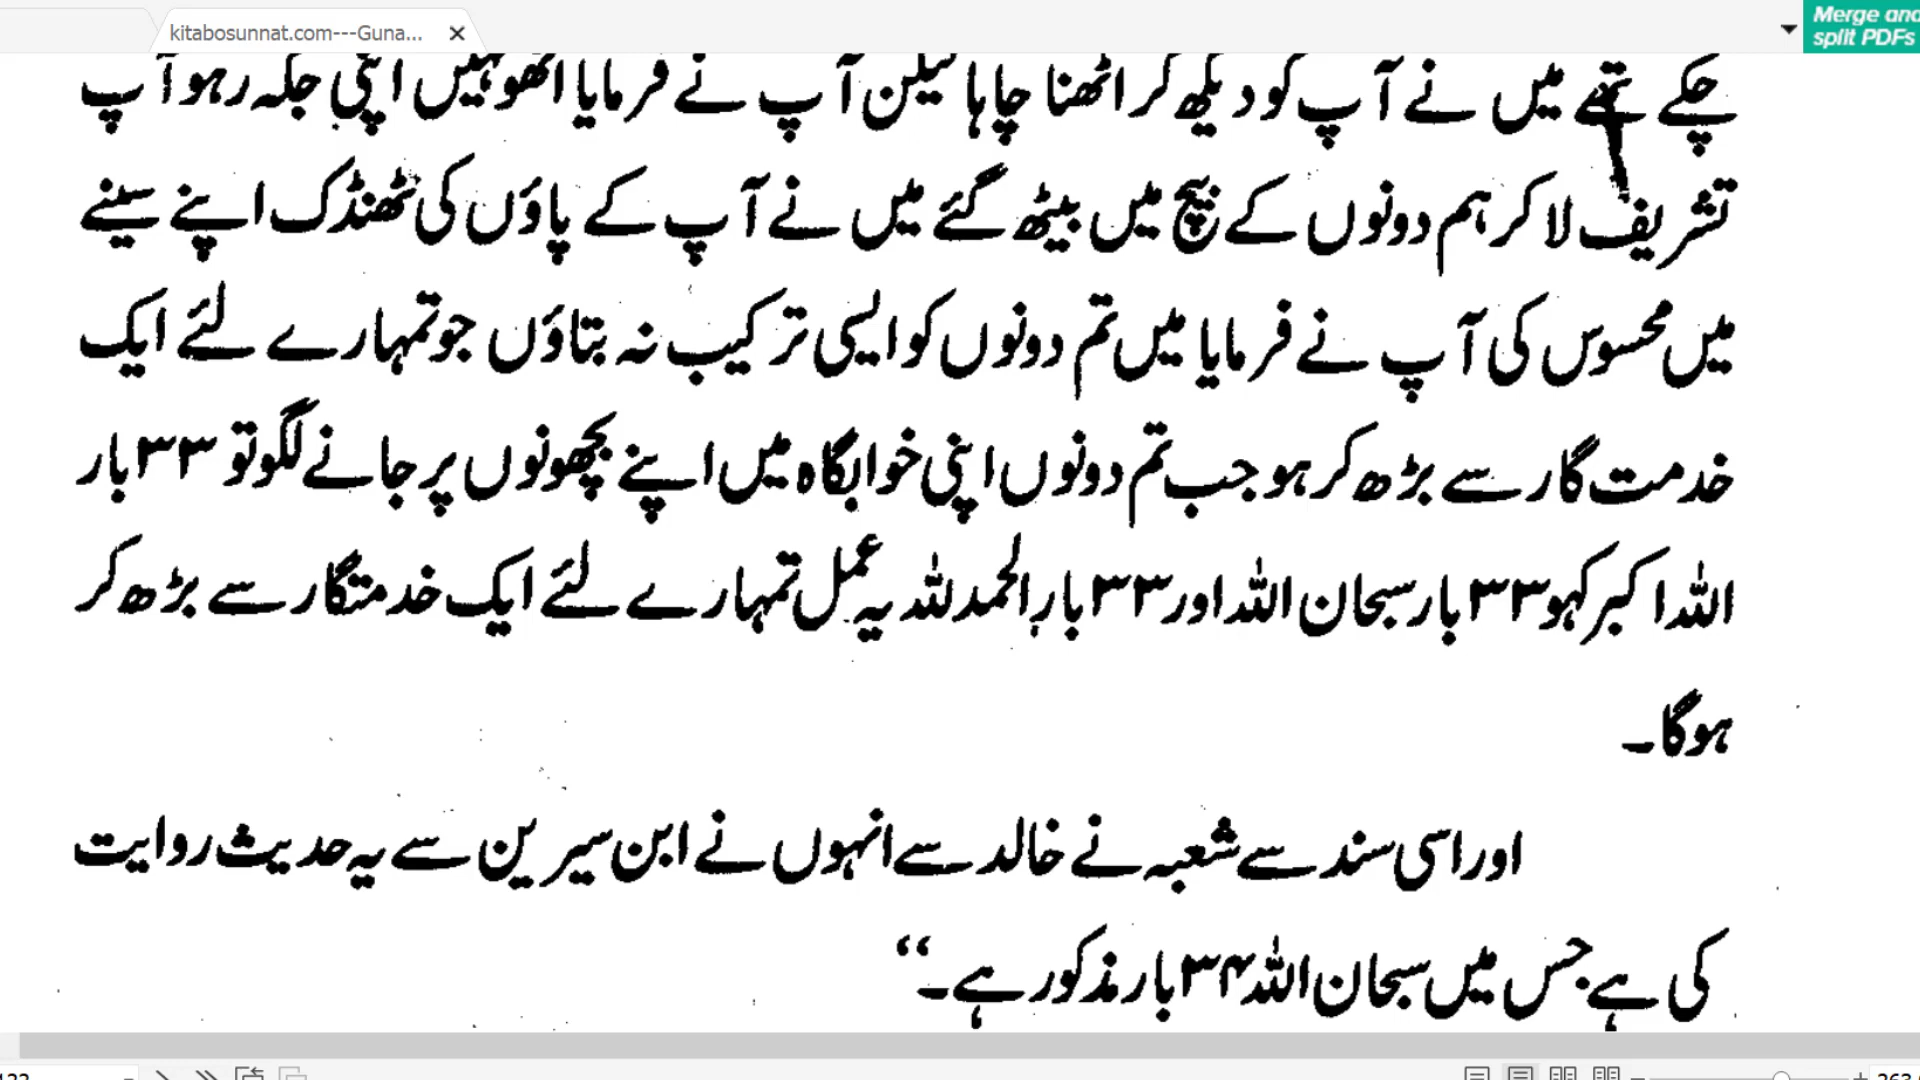 kitabosunnat.com---Guna...
Merge and
split PDFs
چکے تھے میں نے آپ کو دیکھ کر اٹھنا چاہا لیکن آپ نے فرمایا اٹھو نہیں اپنی جگہ رہو آپ
تشریف لا کر ہم دونوں کے بیچ میں بیٹھ گئے میں نے آپ کے پاؤں کی ٹھنڈک اپنے سینے
میں محسوس کی آپ نے فرمایا میں تم دونوں کو ایسی ترکیب نہ بتاؤں جو تمہارے لئے ایک
خدمت گار سے بڑھ کر ہو جب تم دونوں اپنی خوابگاہ میں اپنے بچھونوں پر جانے لگو تو ۳۳ بار
اللہ اکبر کہو ۳۳ بار سبحان اللہ اور ۳۳ بار الحمد للہ یہ عمل تمہارے لئے ایک خدمتگار سے بڑھ کر
ہوگا۔
اور اسی سند سے شعبہ نے خالد سے انہوں نے ابن سیرین سے یہ حدیث روایت
کی ہے جس میں سبحان اللہ ۳۴ بار مذکور ہے۔‘‘